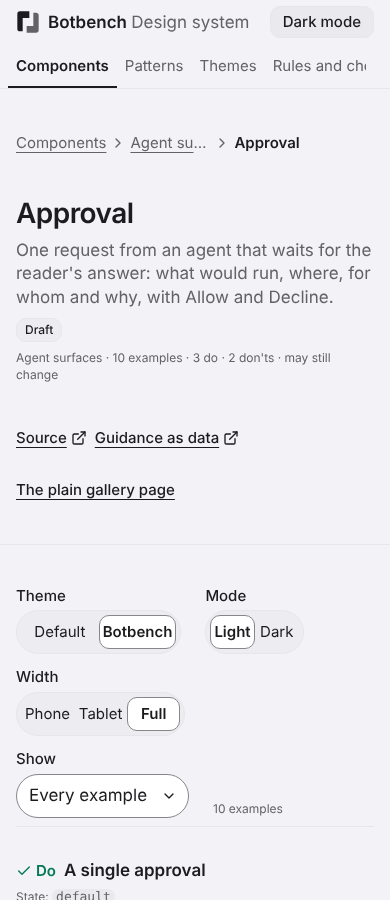 Botbench Design system Dark mode
Components Patterns Themes Rules and che
Components > Agent su... > Approval
Approval
One request from an agent that waits for the
reader's answer: what would run, where, for
whom and why, with Allow and Decline.
Draft
Agent surfaces · 10 examples · 3 do · 2 don'ts · may still
change
Source Guidance as data
The plain gallery page
Theme Mode
Default Botbench Light Dark
Width
Phone Tablet Full
Show
Every example 10 examples
Do A single approval
State: default